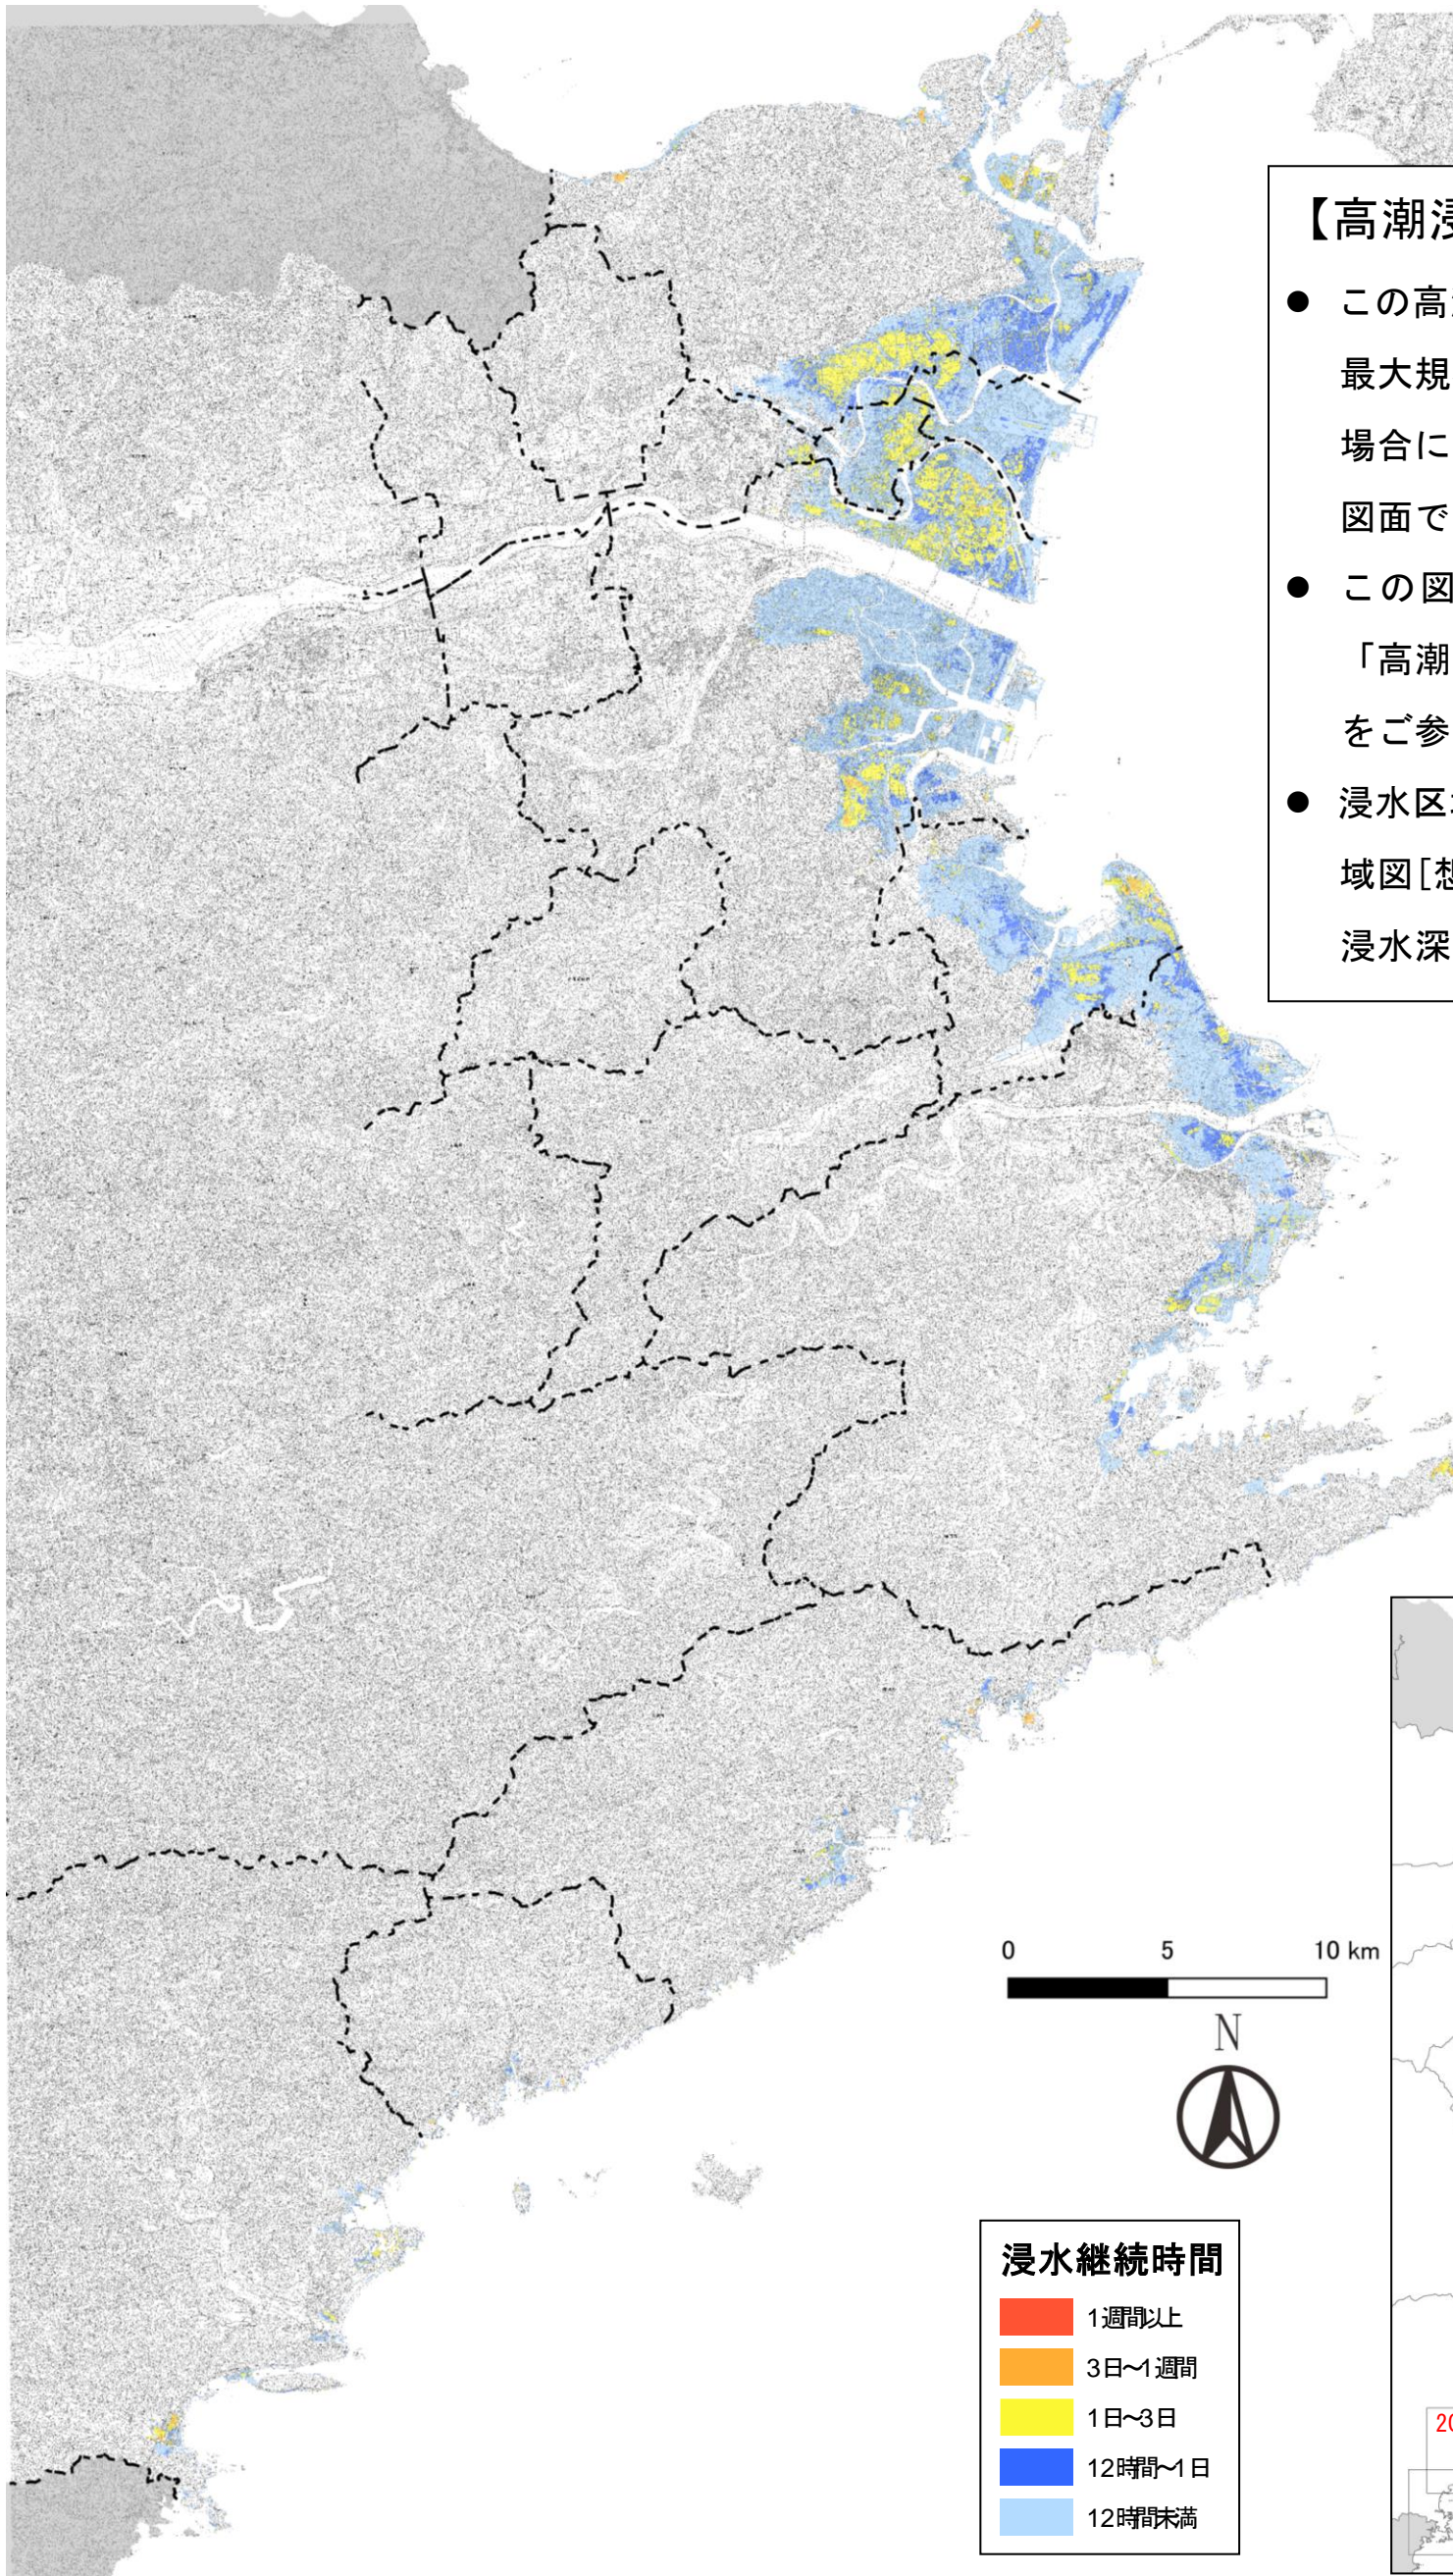 【高潮浸
● この高
最大規
場合に
図面で
● この図
「高潮
をご参
● 浸水区
域図[想
浸水深
0 5 10 km
N
浸水継続時間
1週間以上
3日~1週間
1日~3日
12時間~1日
12時間未満